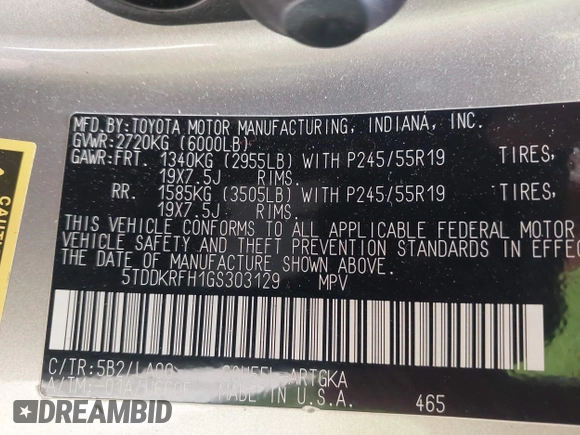 MFD.BY:TOYOTA MOTOR MANUFACTURING, INDIANA, INC.
GVWR:2720KG (6000LB)
GAWR:FRT. 1340KG (2955LB) WITH P245/55R19 TIRES,
19X7.5J RIMS.
RR. 1585KG (3505LB) WITH P245/55R19 TIRES,
19X7.5J RIMS.
THIS VEHICLE CONFORMS TO ALL APPLICABLE FEDERAL MOTOR
VEHICLE SAFETY AND THEFT PREVENTION STANDARDS IN EFFEC
THE DATE OF MANUFACTURE SHOWN ABOVE.
5TDDKRFH1GS303129 MPV
C/TR:5B2/ ARTGKA
A/TM: MADE IN U.S.A. 465
CAUTI
DREAMBID